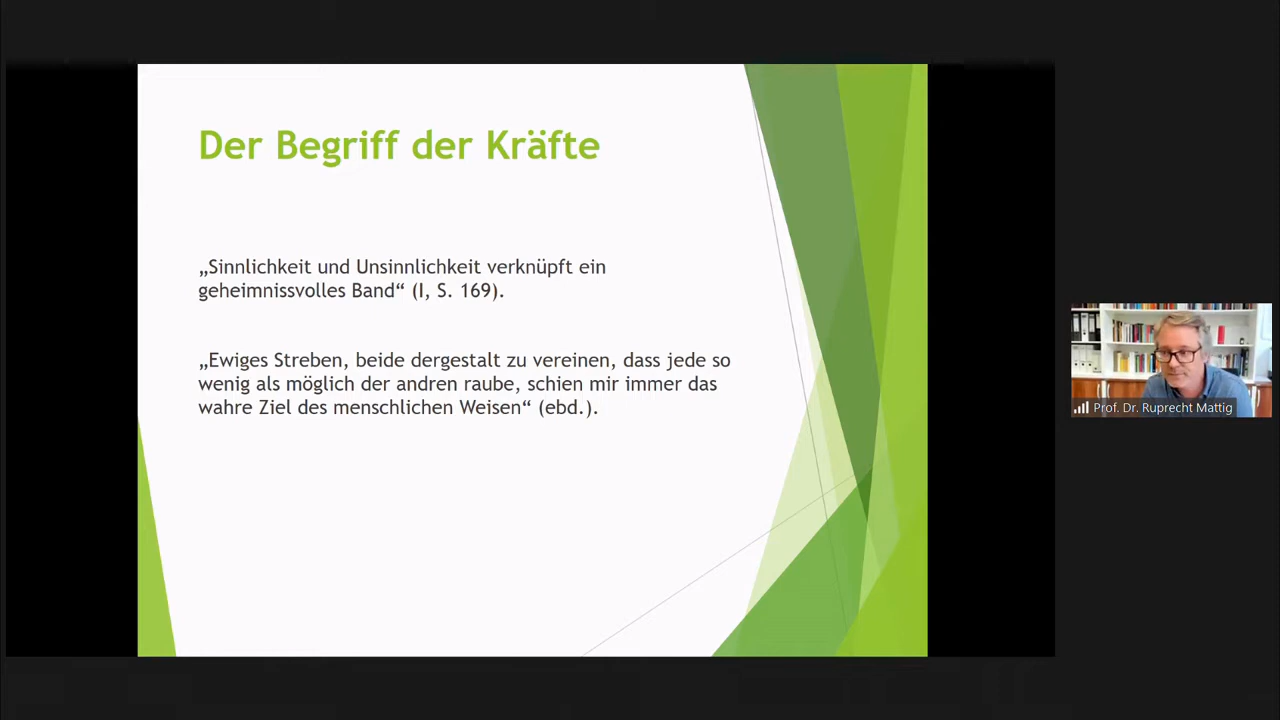 Der Begriff der Kräfte
„Sinnlichkeit und Unsinnlichkeit verknüpft ein
geheimnissvolles Band“ (I, S. 169).
„Ewiges Streben, beide dergestalt zu vereinen, dass jede so
wenig als möglich der andren raube, schien mir immer das
wahre Ziel des menschlichen Weisen“ (ebd.).
Prof. Dr. Ruprecht Mattig